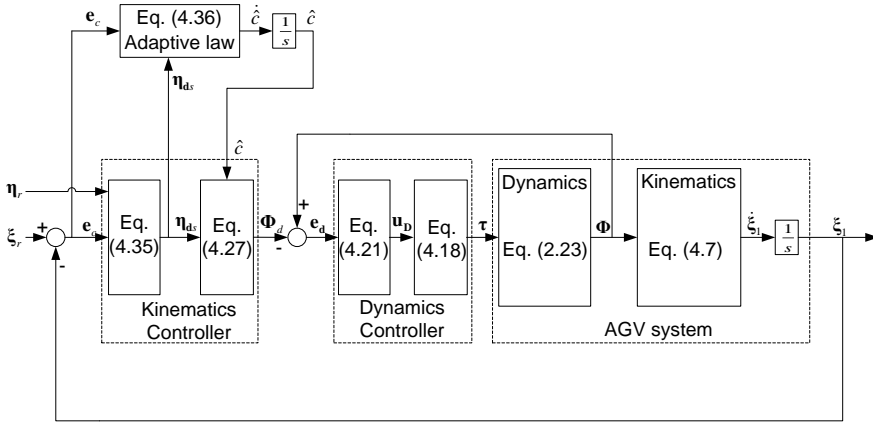 e_c
Eq. (4.36)
Adaptive law
ĉ̇
1/s
ĉ
η_ds
ĉ
η_r
ξ_r
+
-
e_c
Eq.
(4.35)
η_ds
Eq.
(4.27)
Φ_d
Kinematics
Controller
+
-
e_d
Eq.
(4.21)
u_D
Eq.
(4.18)
Dynamics
Controller
τ
Dynamics
Eq. (2.23)
Φ
Kinematics
Eq. (4.7)
ξ̇_1
1/s
ξ_1
AGV system